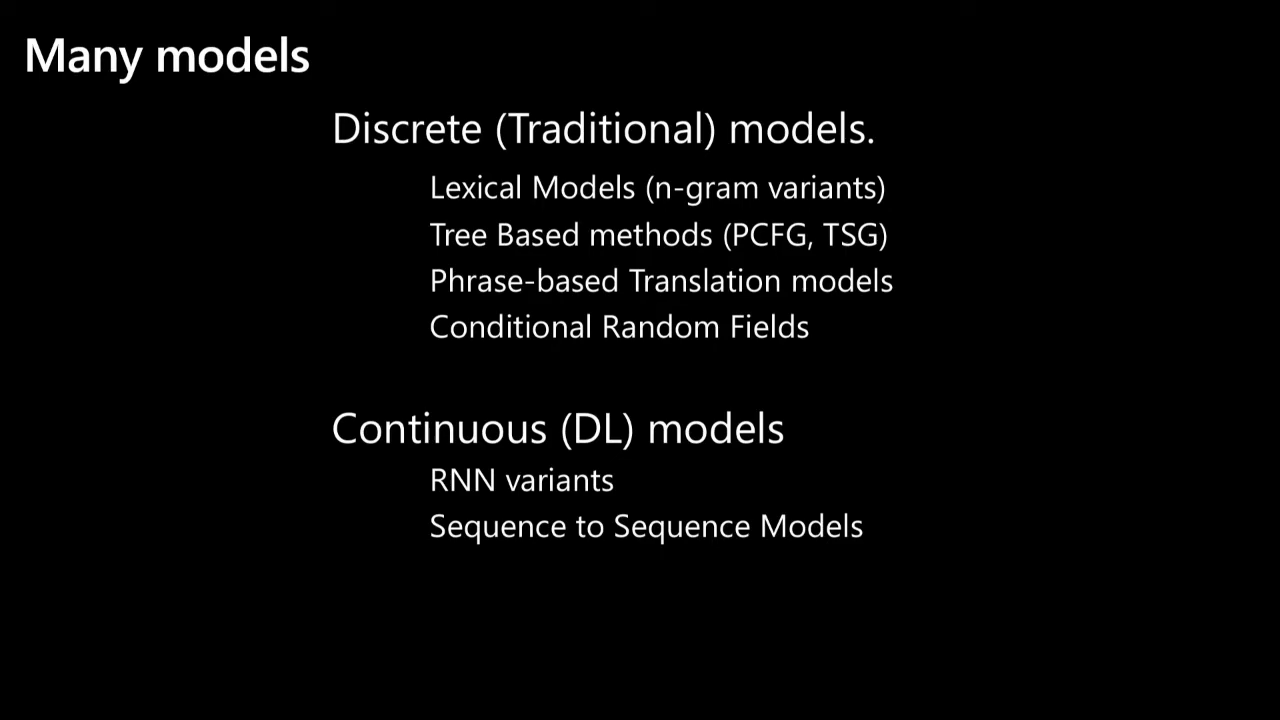 Many models
Discrete (Traditional) models.
Lexical Models (n-gram variants)
Tree Based methods (PCFG, TSG)
Phrase-based Translation models
Conditional Random Fields
Continuous (DL) models
RNN variants
Sequence to Sequence Models